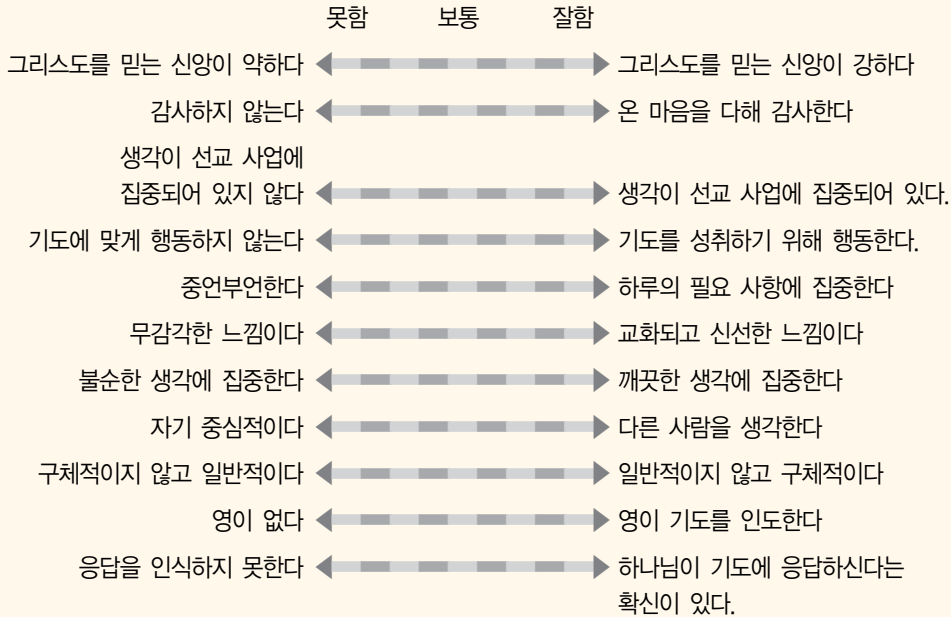 못함 보통 잘함
그리스도를 믿는 신앙이 약하다 그리스도를 믿는 신앙이 강하다
감사하지 않는다 온 마음을 다해 감사한다
생각이 선교 사업에
집중되어 있지 않다 생각이 선교 사업에 집중되어 있다.
기도에 맞게 행동하지 않는다 기도를 성취하기 위해 행동한다.
중언부언한다 하루의 필요 사항에 집중한다
무감각한 느낌이다 교화되고 신선한 느낌이다
불순한 생각에 집중한다 깨끗한 생각에 집중한다
자기 중심적이다 다른 사람을 생각한다
구체적이지 않고 일반적이다 일반적이지 않고 구체적이다
영이 없다 영이 기도를 인도한다
응답을 인식하지 못한다 하나님이 기도에 응답하신다는
확신이 있다.